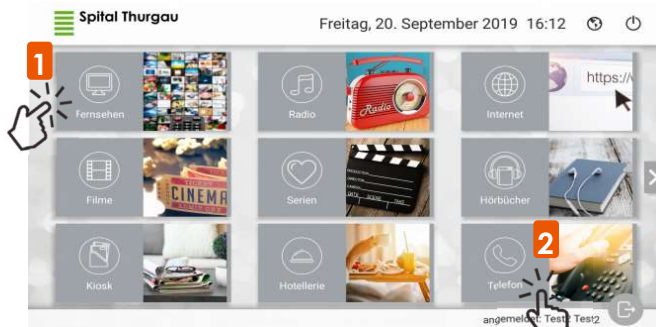 Spital Thurgau
Freitag, 20. September 2019 16:12
1
Fernsehen
Radio
Radio
https://
Internet
Filme
CINEMA
Serien
Hörbücher
2
Kiosk
Hotellerie
Telefon
angemeldet: Test2 Test2